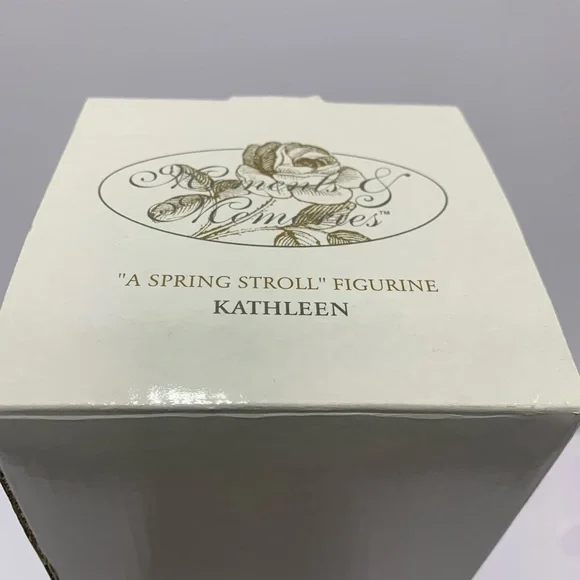 Moments &
Memories™
"A SPRING STROLL" FIGURINE
KATHLEEN